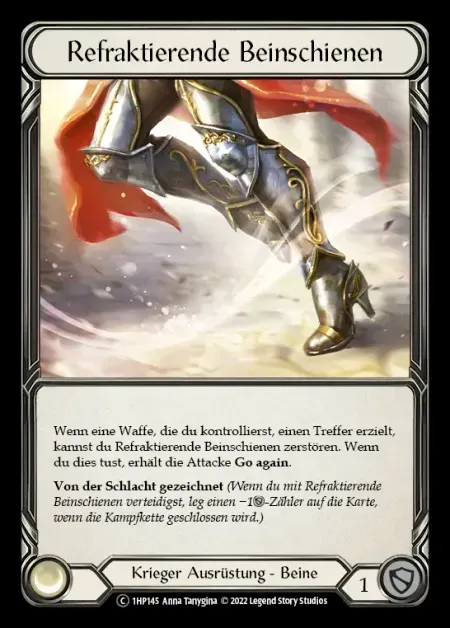 Refraktierende Beinschienen
Wenn eine Waffe, die du kontrollierst, einen Treffer erzielt,
kannst du Refraktierende Beinschienen zerstören. Wenn
du dies tust, erhält die Attacke Go again.
Von der Schlacht gezeichnet (Wenn du mit Refraktierende
Beinschienen verteidigst, leg einen −1-Zähler auf die Karte,
wenn die Kampfkette geschlossen wird.)
Krieger Ausrüstung - Beine
1
C 1HP145 Anna Tanygina © 2022 Legend Story Studios